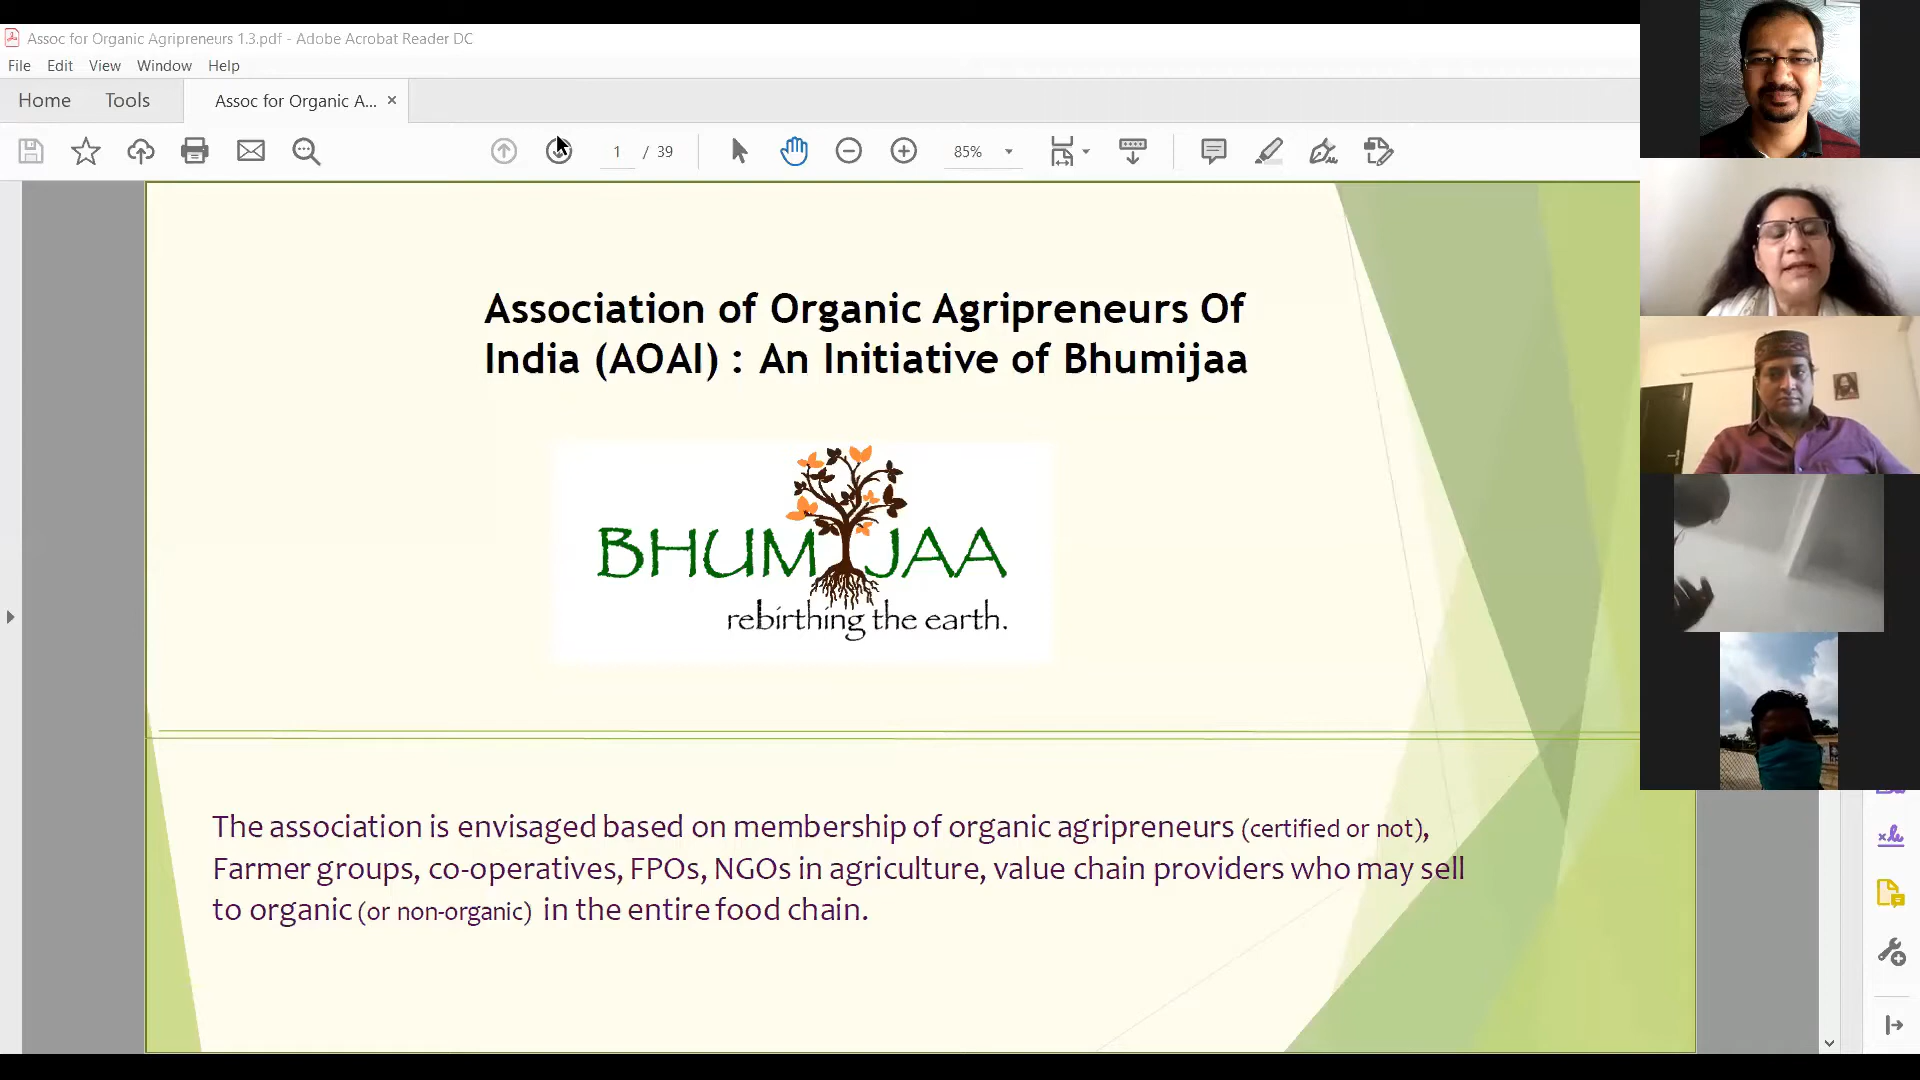 Assoc for Organic Agripreneurs 1.3.pdf - Adobe Acrobat Reader DC
File Edit View Window Help
Home Tools Assoc for Organic A... ×
1 / 39 85%
Association of Organic Agripreneurs Of
India (AOAI) : An Initiative of Bhumijaa
BHUMIJAA
rebirthing the earth.
The association is envisaged based on membership of organic agripreneurs (certified or not),
Farmer groups, co-operatives, FPOs, NGOs in agriculture, value chain providers who may sell
to organic (or non-organic) in the entire food chain.